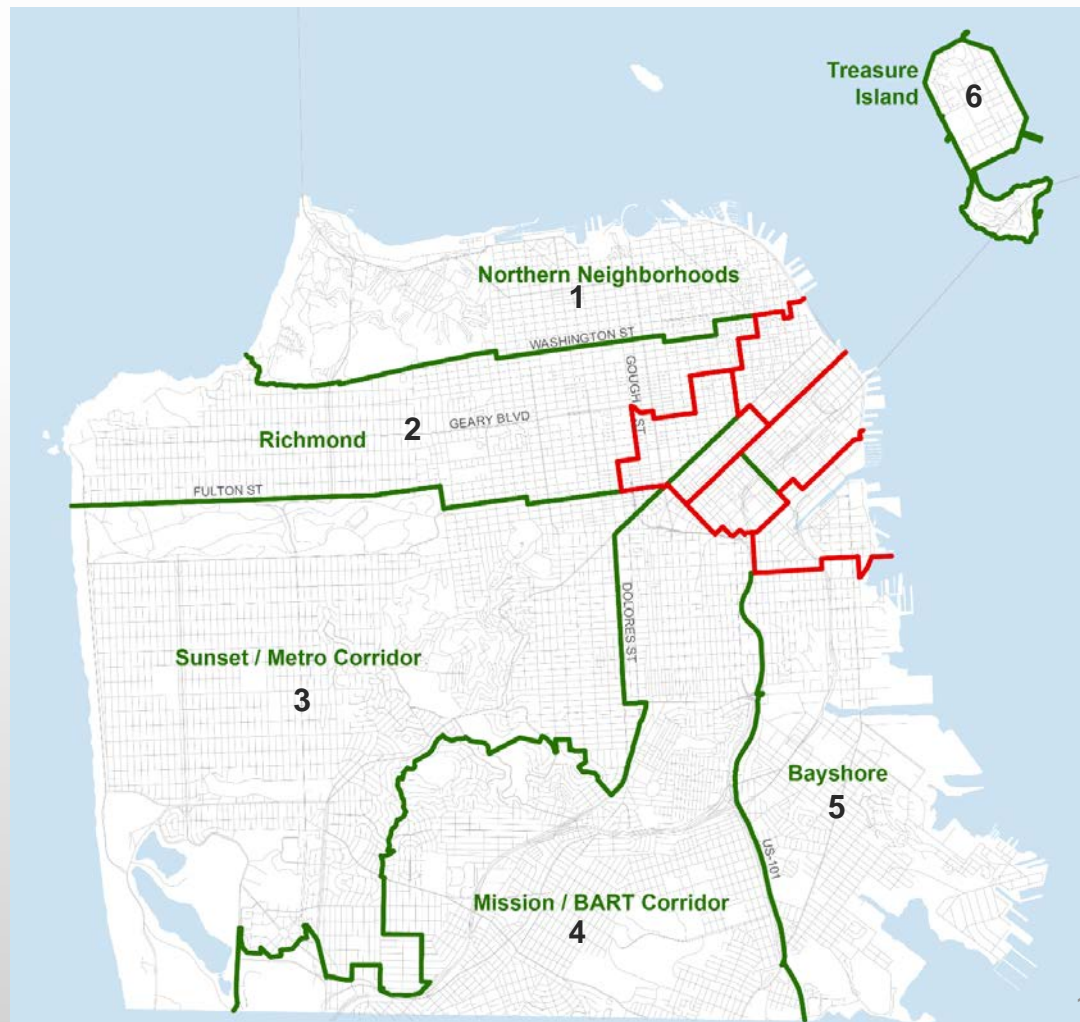 Treasure
Island
6
Northern Neighborhoods
1
WASHINGTON ST
GOUGH ST
GEARY BLVD
2
Richmond
FULTON ST
DOLORES ST
Sunset / Metro Corridor
3
Bayshore
5
US-101
Mission / BART Corridor
4